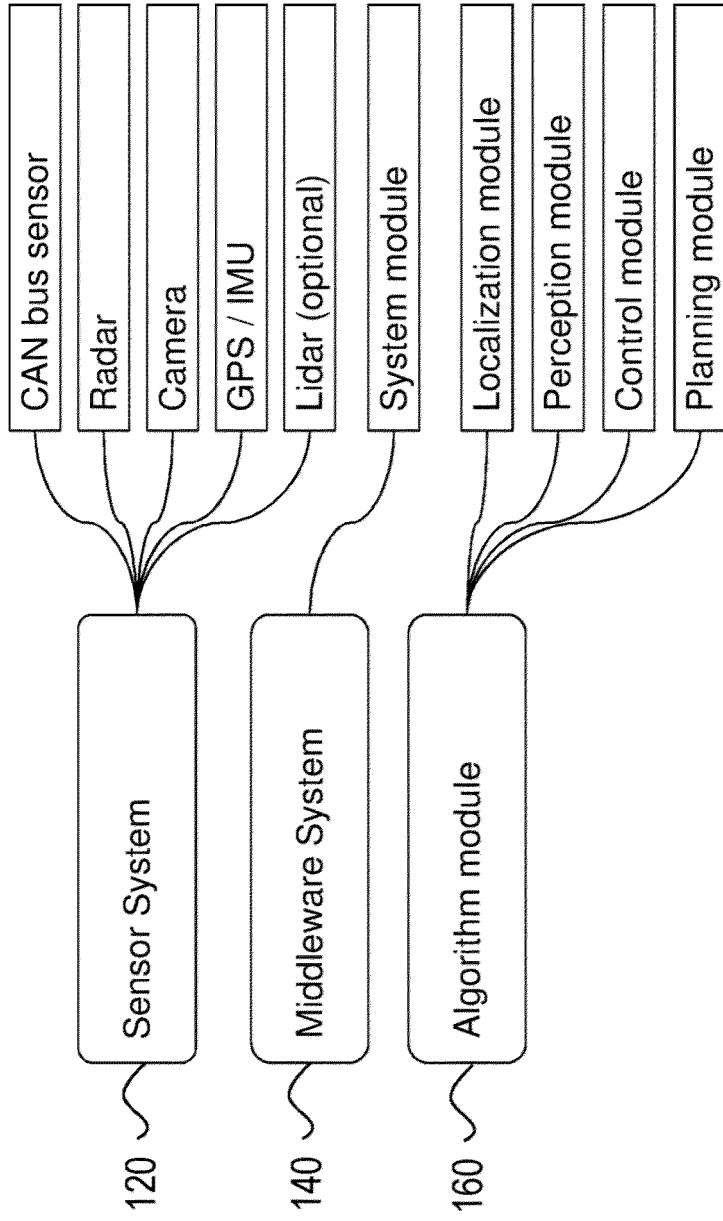 120
Sensor System
CAN bus sensor
Radar
Camera
GPS / IMU
Lidar (optional)
140
Middleware System
System module
160
Algorithm module
Localization module
Perception module
Control module
Planning module